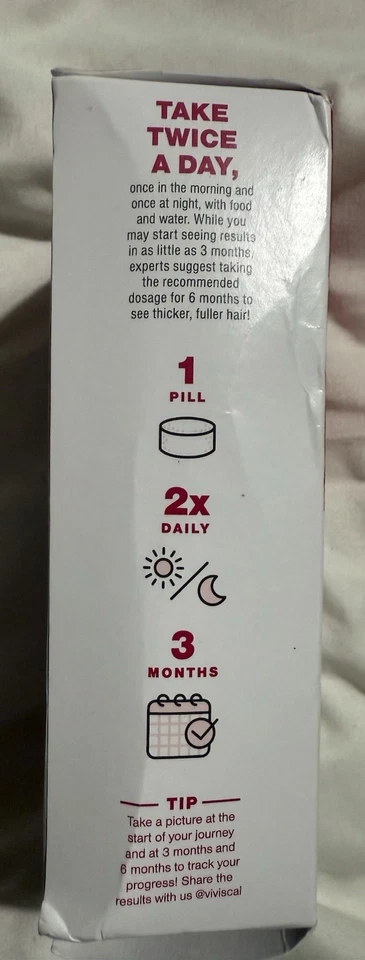 TAKE
TWICE
A DAY,
once in the morning and
once at night, with food
and water. While you
may start seeing results
in as little as 3 months,
experts suggest taking
the recommended
dosage for 6 months to
see thicker, fuller hair!
1
PILL
2x
DAILY
3
MONTHS
TIP
Take a picture at the
start of your journey
and at 3 months and
6 months to track your
progress! Share the
results with us @viviscal